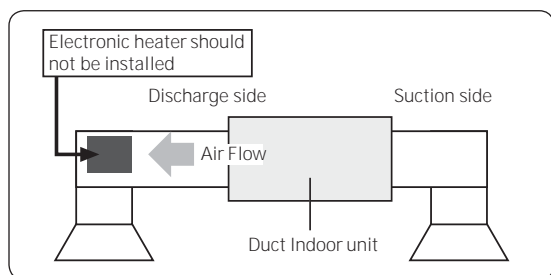 Electronic heater should
not be installed
Discharge side
Suction side
Air Flow
Duct Indoor unit